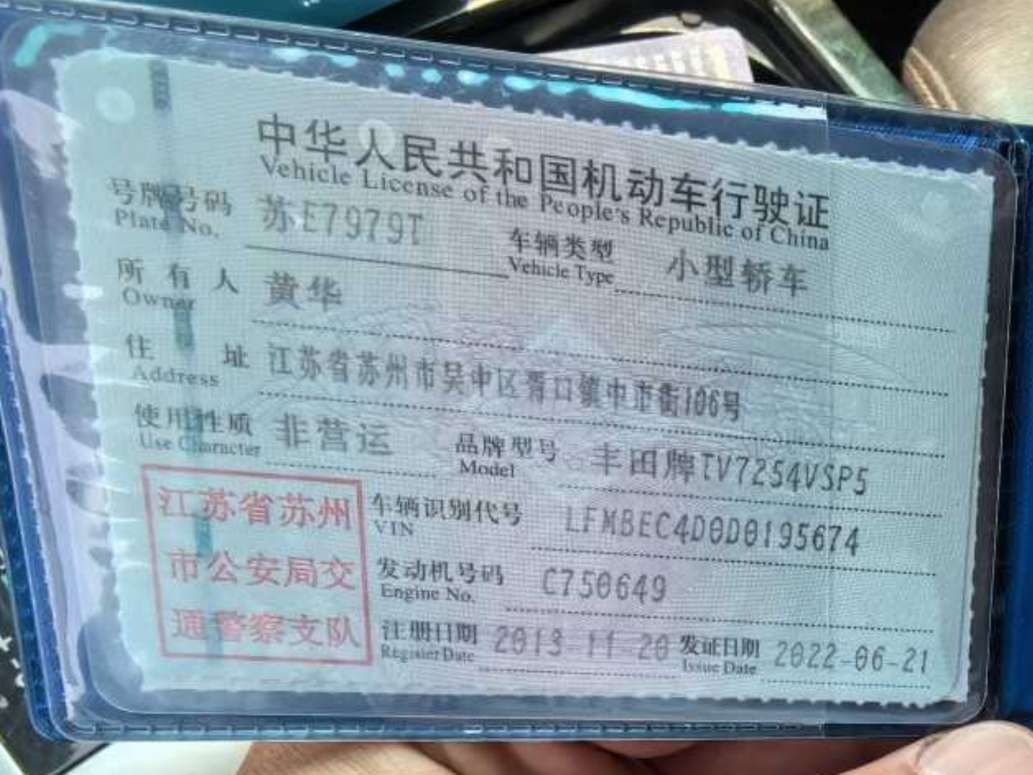 中华人民共和国机动车行驶证
Vehicle License of the People's Republic of China
号牌号码 苏E7979T 车辆类型 小型轿车
Plate No. Vehicle Type
所有人 黄华
Owner
住址 江苏省苏州市吴中区胥口镇中市街106号
Address
使用性质 非营运 品牌型号 丰田牌TV7254VSP5
Use Character Model
江苏省苏州
市公安局交
通警察支队
车辆识别代号 LFMBEC4D0D0195674
VIN
发动机号码 C750649
Engine No.
注册日期 2013-11-20 发证日期 2022-06-21
Register Date Issue Date